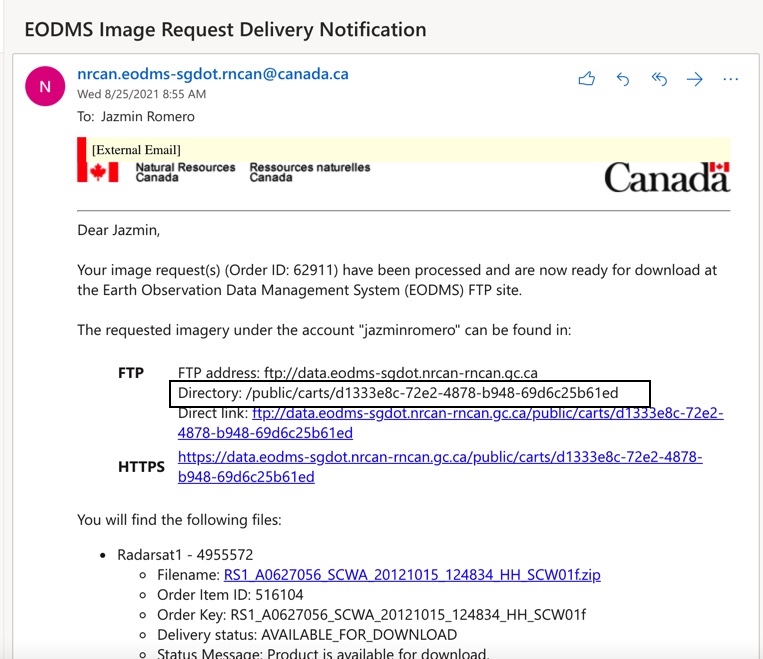 EODMS Image Request Delivery Notification
N
nrcan.eodms-sgdot.rncan@canada.ca
Wed 8/25/2021 8:55 AM
To: Jazmin Romero
[External Email]
Natural Resources Ressources naturelles
Canada Canada
Canada
Dear Jazmin,
Your image request(s) (Order ID: 62911) have been processed and are now ready for download at
the Earth Observation Data Management System (EODMS) FTP site.
The requested imagery under the account "jazminromero" can be found in:
FTP FTP address: ftp://data.eodms-sgdot.nrcan-rncan.gc.ca
Directory: /public/carts/d1333e8c-72e2-4878-b948-69d6c25b61ed
Direct link: ftp://data.eodms-sgdot.nrcan-rncan.gc.ca/public/carts/d1333e8c-72e2-
4878-b948-69d6c25b61ed
HTTPS https://data.eodms-sgdot.nrcan-rncan.gc.ca/public/carts/d1333e8c-72e2-4878-
b948-69d6c25b61ed
You will find the following files:
• Radarsat1 - 4955572
◦ Filename: RS1_A0627056_SCWA_20121015_124834_HH_SCW01f.zip
◦ Order Item ID: 516104
◦ Order Key: RS1_A0627056_SCWA_20121015_124834_HH_SCW01f
◦ Delivery status: AVAILABLE_FOR_DOWNLOAD
◦ Status Message: Product is available for download.